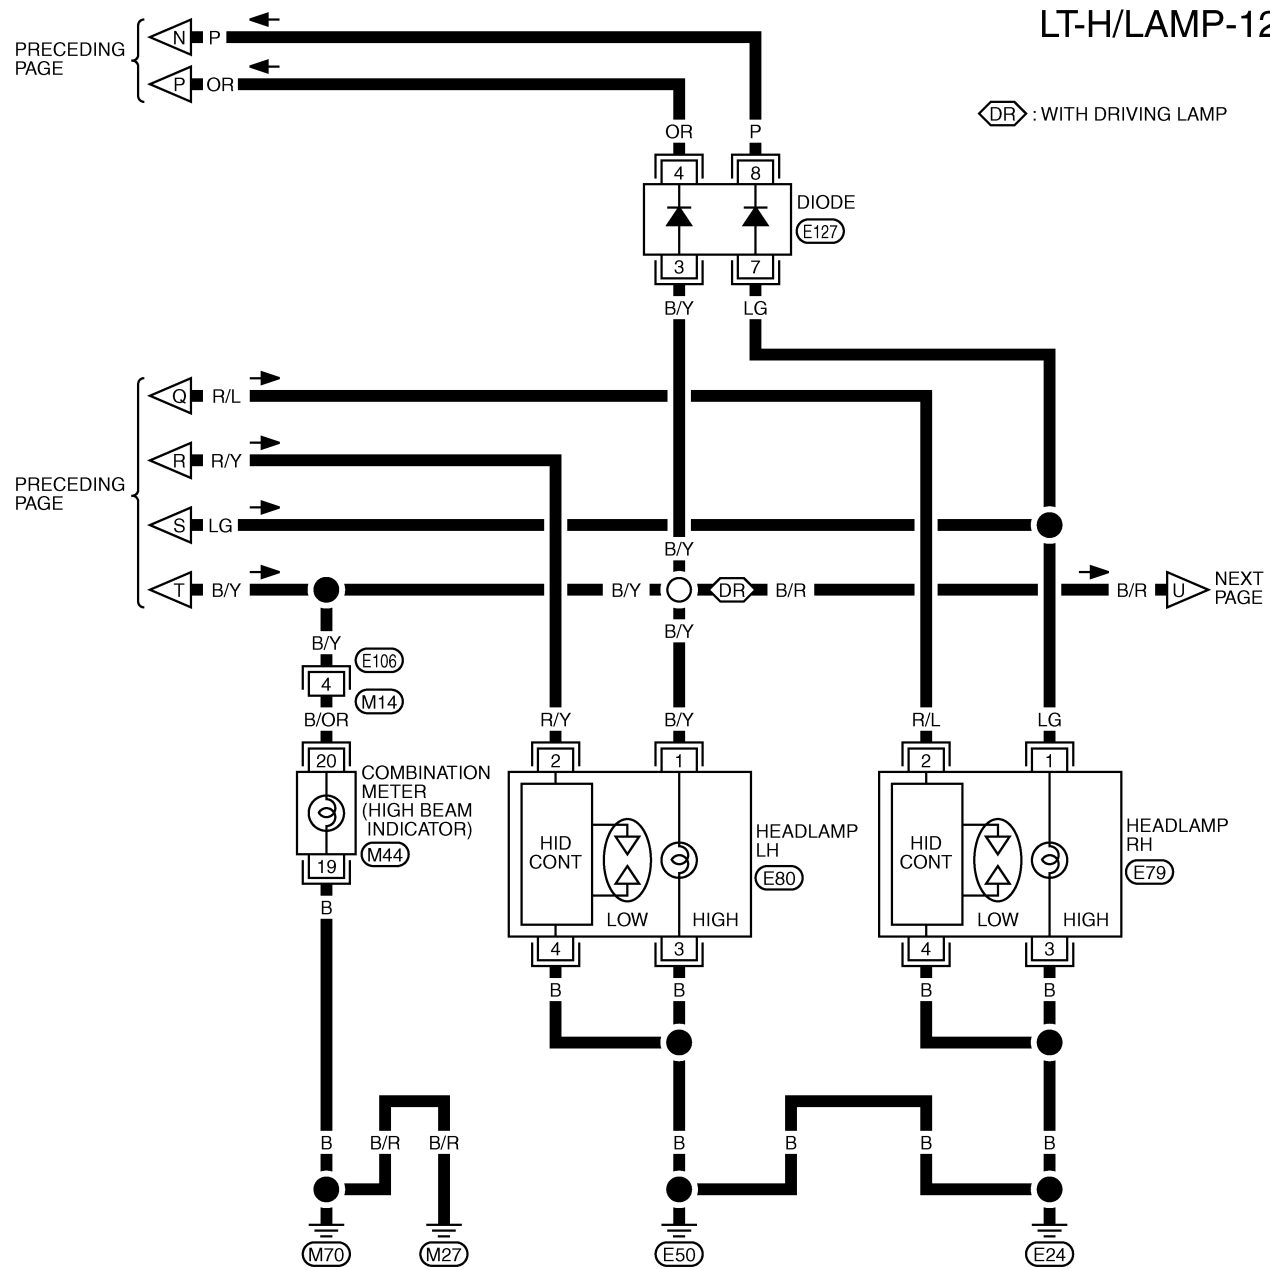 LT-H/LAMP-12
PRECEDING
PAGE
N P
P OR
DR : WITH DRIVING LAMP
OR P
4 8
DIODE
E127
3 7
B/Y LG
PRECEDING
PAGE
Q R/L
R R/Y
S LG
B/Y
T B/Y B/Y DR B/R B/R U
NEXT
PAGE
B/Y
B/Y
E106
4
M14
B/OR R/Y B/Y R/L LG
20 2 1 2 1
COMBINATION
METER
(HIGH BEAM
INDICATOR)
M44
19
HID
CONT
LOW HIGH
HEADLAMP
LH
E80
HID
CONT
LOW HIGH
HEADLAMP
RH
E79
B
4 3 4 3
B B B B
B B/R B/R B B B B
M70 M27 E50 E24